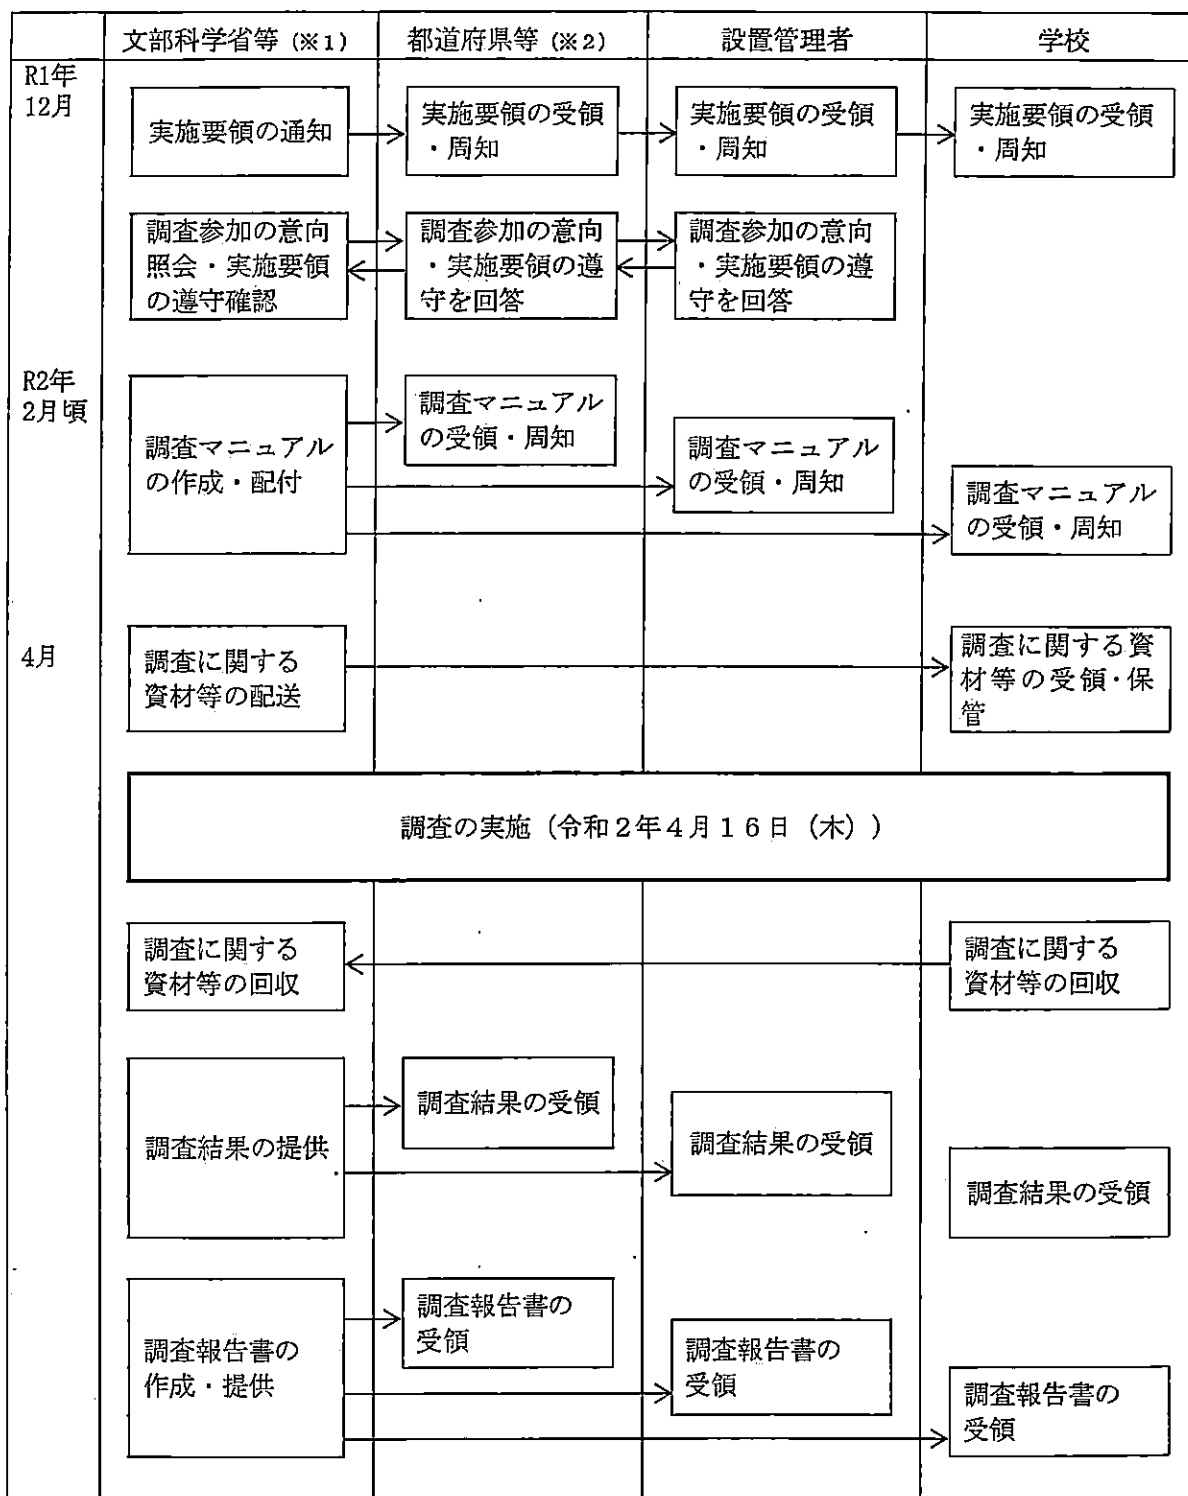 文部科学省等（※１）
都道府県等（※２）
設置管理者
学校
R1年
12月
実施要領の通知
実施要領の受領
・周知
実施要領の受領
・周知
実施要領の受領
・周知
調査参加の意向
照会・実施要領
の遵守確認
調査参加の意向
・実施要領の遵
守を回答
調査参加の意向
・実施要領の遵
守を回答
R2年
2月頃
調査マニュアル
の作成・配付
調査マニュアル
の受領・周知
調査マニュアル
の受領・周知
調査マニュアル
の受領・周知
4月
調査に関する
資材等の配送
調査に関する資
材等の受領・保
管
調査の実施（令和２年４月１６日（木））
調査に関する
資材等の回収
調査に関する
資材等の回収
調査結果の提供
調査結果の受領
調査結果の受領
調査結果の受領
調査報告書の
作成・提供
調査報告書の
受領
調査報告書の
受領
調査報告書の
受領